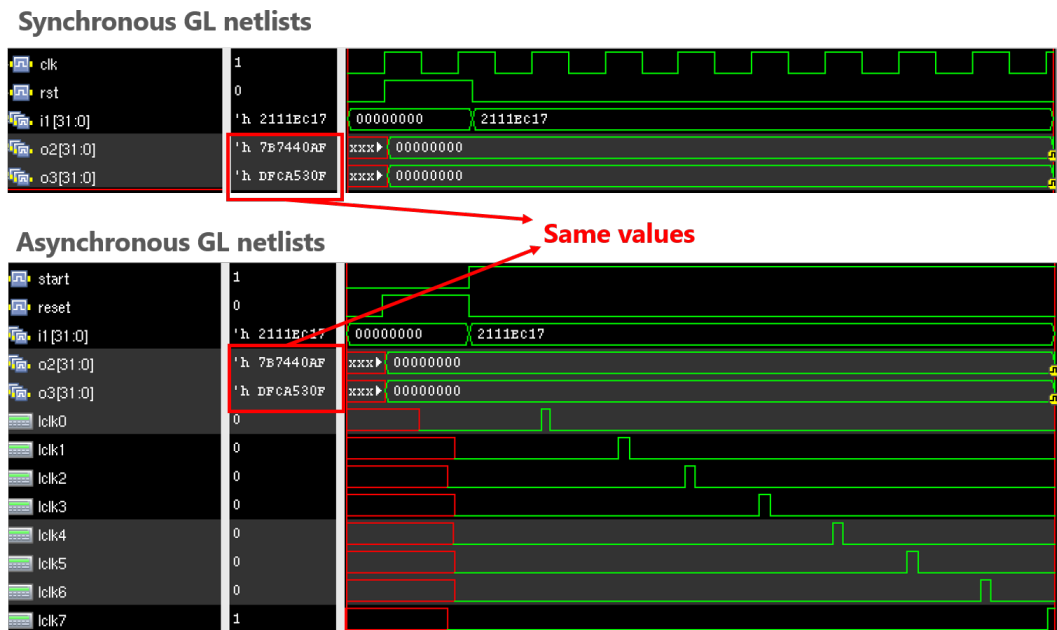 Synchronous GL netlists
clk 1
rst 0
i1[31:0] 'h 2111EC17 00000000 2111EC17
o2[31:0] 'h 7B7440AF xxx 00000000
o3[31:0] 'h DFCA530F xxx 00000000
Same values
Asynchronous GL netlists
start 1
reset 0
i1[31:0] 'h 2111EC17 00000000 2111EC17
o2[31:0] 'h 7B7440AF xxx 00000000
o3[31:0] 'h DFCA530F xxx 00000000
lclk0 0
lclk1 0
lclk2 0
lclk3 0
lclk4 0
lclk5 0
lclk6 0
lclk7 1